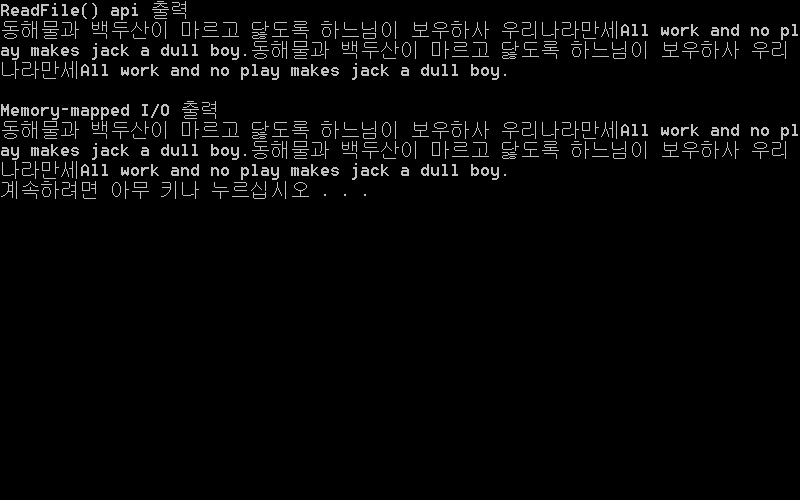 ReadFile() api 출력
동해물과 백두산이 마르고 닳도록 하느님이 보우하사 우리나라만세All work and no pl
ay makes jack a dull boy.동해물과 백두산이 마르고 닳도록 하느님이 보우하사 우리
나라만세All work and no play makes jack a dull boy.
Memory-mapped I/O 출력
동해물과 백두산이 마르고 닳도록 하느님이 보우하사 우리나라만세All work and no pl
ay makes jack a dull boy.동해물과 백두산이 마르고 닳도록 하느님이 보우하사 우리
나라만세All work and no play makes jack a dull boy.
계속하려면 아무 키나 누르십시오 . . .